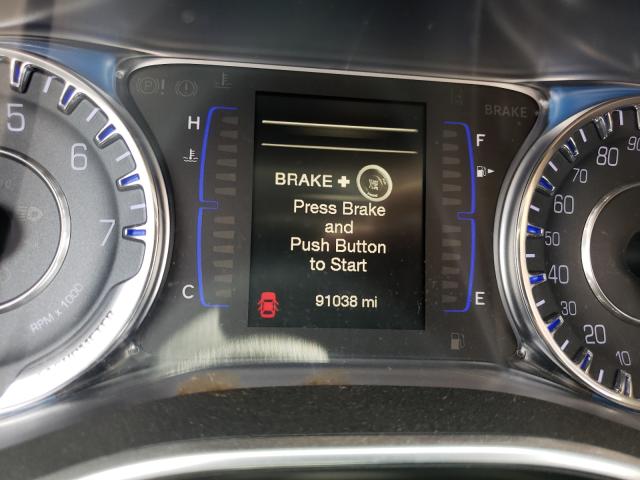 5
6
7
RPM x 1000
H
C
BRAKE +
Press Brake
and
Push Button
to Start
91038 mi
BRAKE
F
E
90
80
70
60
50
40
30
20
10